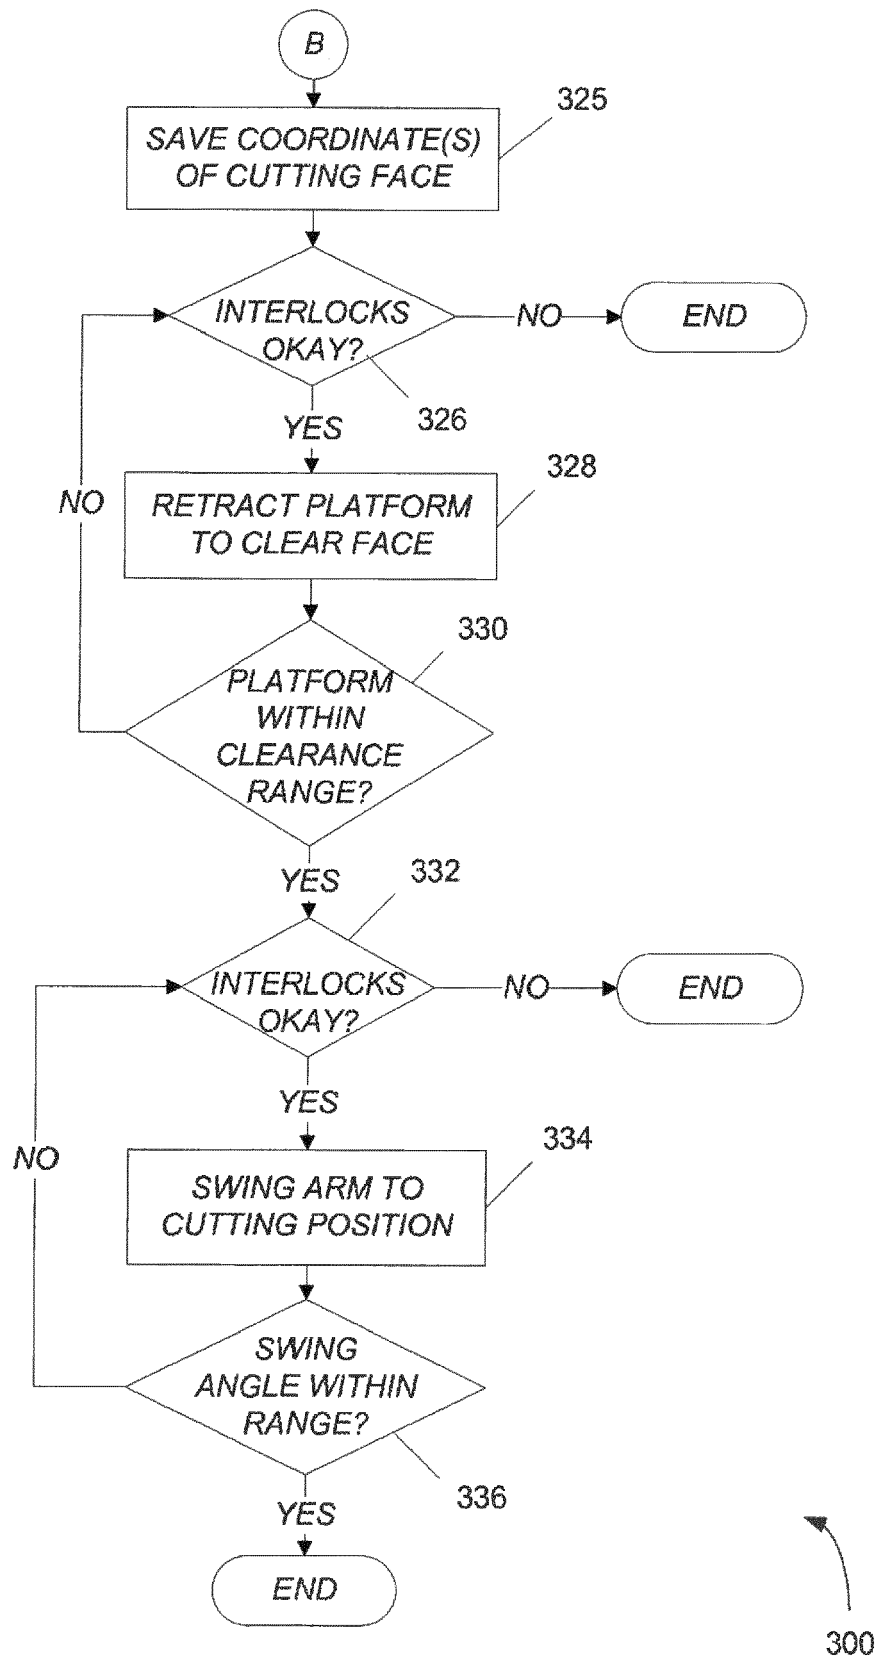 B
325
SAVE COORDINATE(S)
OF CUTTING FACE
INTERLOCKS
OKAY?
NO
END
326
YES
328
NO
RETRACT PLATFORM
TO CLEAR FACE
330
PLATFORM
WITHIN
CLEARANCE
RANGE?
YES
332
INTERLOCKS
OKAY?
NO
END
YES
334
NO
SWING ARM TO
CUTTING POSITION
SWING
ANGLE WITHIN
RANGE?
336
YES
END
300